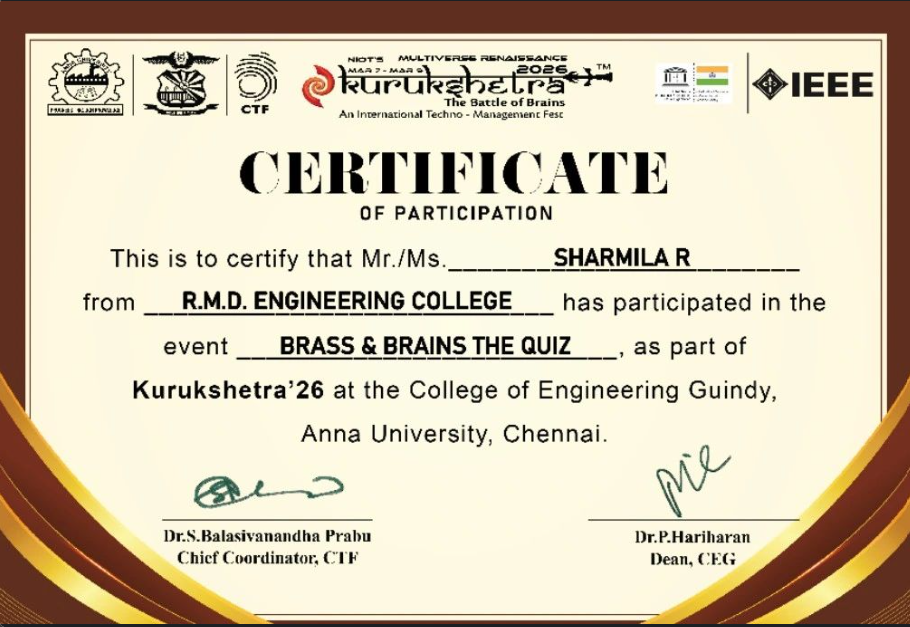 NIOT'S MULTIVERSE RENAISSANCE
MAR 7 - MAR 9 2026
kurukshetra™
The Battle of Brains
An International Techno - Management Fest
CTF
IEEE
CERTIFICATE
OF PARTICIPATION
This is to certify that Mr./Ms. SHARMILA R
from R.M.D. ENGINEERING COLLEGE has participated in the
event BRASS & BRAINS THE QUIZ, as part of
Kurukshetra'26 at the College of Engineering Guindy,
Anna University, Chennai.
Dr.S.Balasivanandha Prabu
Chief Coordinator, CTF
Dr.P.Hariharan
Dean, CEG